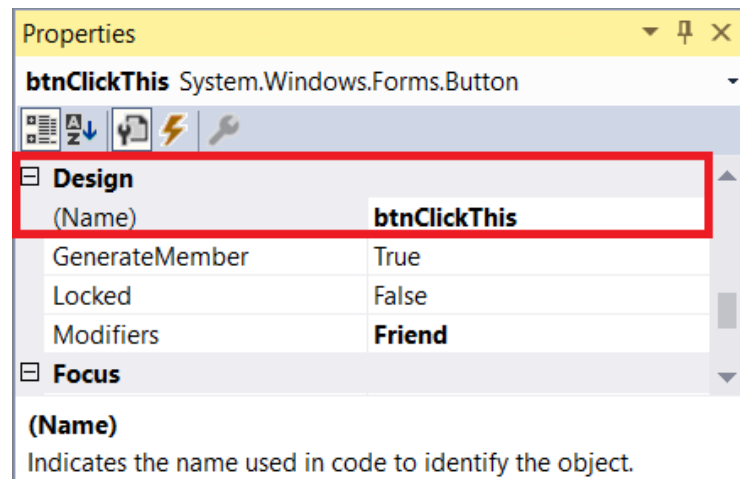 Properties
btnClickThis System.Windows.Forms.Button
Design
(Name) btnClickThis
GenerateMember True
Locked False
Modifiers Friend
Focus
(Name)
Indicates the name used in code to identify the object.